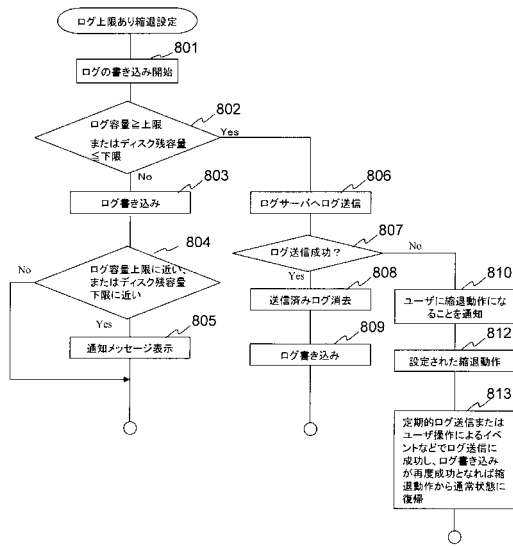 ログ上限あり縮退設定
801
ログの書き込み開始
802
ログ容量≧上限
またはディスク残容量
≦下限
Yes
No
803
ログ書き込み
804
ログ容量上限に近い、
またはディスク残容量
下限に近い
No
Yes
805
通知メッセージ表示
806
ログサーバへログ送信
807
ログ送信成功？
No
Yes
808
送信済みログ消去
809
ログ書き込み
810
ユーザに縮退動作にな
ることを通知
812
設定された縮退動作
813
定期的ログ送信または
ユーザ操作によるイベ
ントなどでログ送信に
成功し、ログ書き込み
が再度成功となれば縮
退動作から通常状態に
復帰